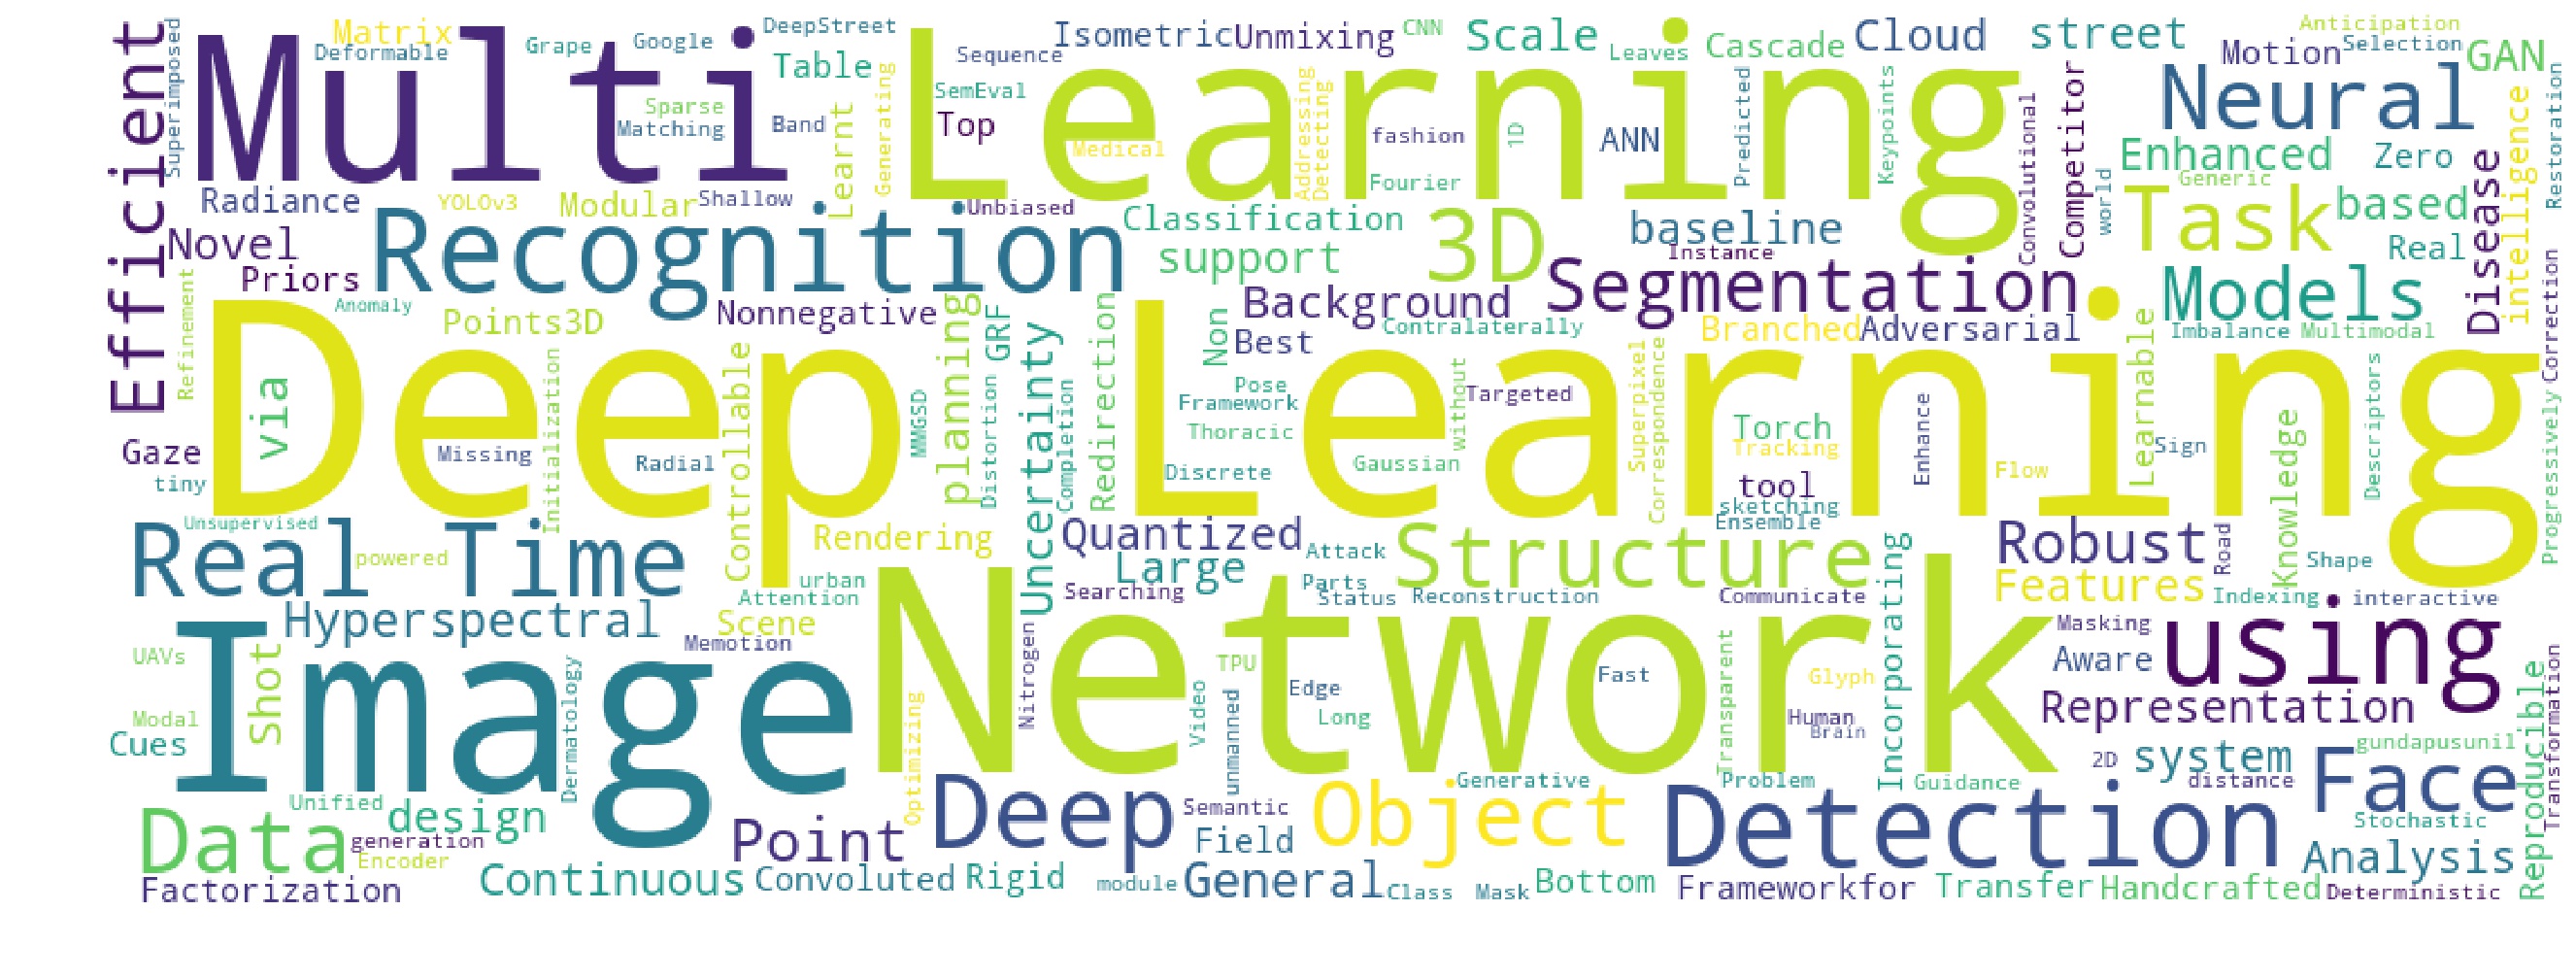 Efficient
Superimposed
Multi
Matrix
Deformable
Grape
Google
DeepStreet
Table
Sparse
Matching
Band
Learnt
Generating
Learning
Sequence
SemEval
Top
Isometric
Unmixing
CNN
Scale
Leaves
Cascade
Cloud
street
Anticipation
Motion
Selection
GAN
Neural
Medical
Addressing
Detecting
fashion
Fourier
1D
ANN
Predicted
Keypoints
Convolutional
Competitor
world
Enhanced
Zero
Generic
Task
based
Real
Disease
intelligence
Restoration
Radiance
Novel
Priors
YOLOv3
Modular
Shallow
Recognition
Unbiased
Classification
support
3D
baseline
Instance
Segmentation
Models
Refinement
Anomaly
Points3D
Nonnegative
planning
GRF
Distortion
Uncertainty
Completion
Redirection
Non
Background
Best
Contralaterally
Branched
Adversarial
Imbalance
Multimodal
Correction
Deep Learning
via
Gaze
tiny
Missing
Initialization
Radial
Controllable
MMGSD
Pose
Framework
Thoracic
Discrete
Gaussian
without
Targeted
Superpixel
Correspondence
Torch
Tracking
tool
sketching
Ensemble
Enhance
Flow
Learnable
Sign
Knowledge
Descriptors
Progressively
Unsupervised
Real Time
powered
Rendering
urban
Attention
Scene
Quantized
Large
Searching
Attack
Parts
Status
Reconstruction
Structure
Communicate
Incorporating
Robust
Road
Features
Shape
Indexing
interactive
Hyperspectral
Memotion
UAVs
Modal
Cues
Shot
Image
Dermatology
Optimizing
Network
Nitrogen
TPU
Video
unmanned
Edge
Long
Fast
Transparent
Glyph
Human
Brain
Masking
Aware
using
Representation
Reproducible
Transformation
gundapusunil
2D
system
distance
Face
Stochastic
Data
Unified
design
generation
Encoder
Factorization
Continuous
Point
Convoluted
Deep
Rigid
Semantic
Field
module
General
Object
Generative
Class
Mask
Bottom
Problem
Guidance
Detection
Frameworkfor
Transfer
Handcrafted
Analysis
Deterministic